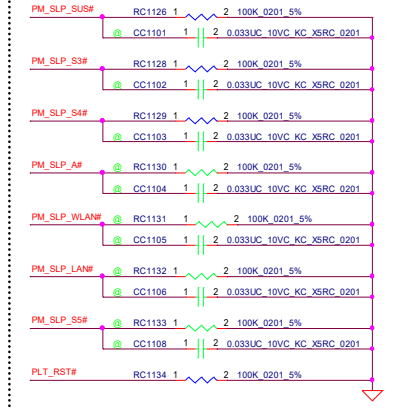 PM_SLP_SUS# RC1126 1 2 100K_0201_5%
@ CC1101 1 2 0.033UC_10VC_KC_X5RC_0201
PM_SLP_S3# RC1128 1 2 100K_0201_5%
@ CC1102 1 2 0.033UC_10VC_KC_X5RC_0201
PM_SLP_S4# RC1129 1 2 100K_0201_5%
@ CC1103 1 2 0.033UC_10VC_KC_X5RC_0201
PM_SLP_A# @ RC1130 1 2 100K_0201_5%
@ CC1104 1 2 0.033UC_10VC_KC_X5RC_0201
PM_SLP_WLAN# @ RC1131 1 2 100K_0201_5%
@ CC1105 1 2 0.033UC_10VC_KC_X5RC_0201
PM_SLP_LAN# @ RC1132 1 2 100K_0201_5%
@ CC1106 1 2 0.033UC_10VC_KC_X5RC_0201
PM_SLP_S5# @ RC1133 1 2 100K_0201_5%
@ CC1108 1 2 0.033UC_10VC_KC_X5RC_0201
PLT_RST# RC1134 1 2 100K_0201_5%